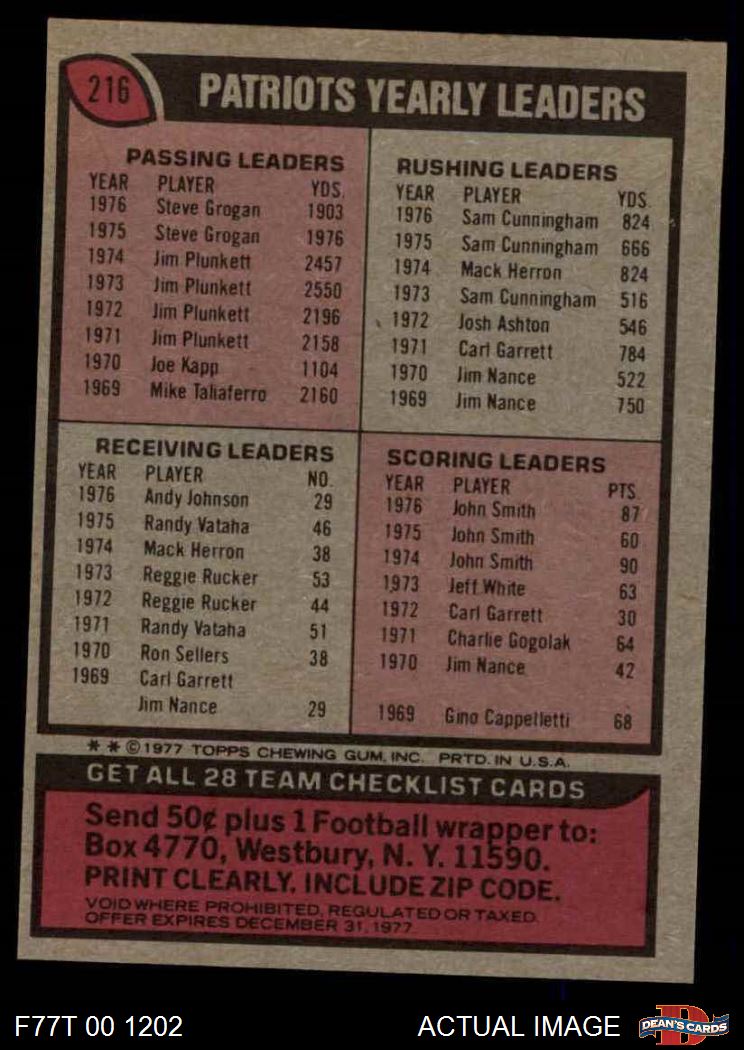 216
PATRIOTS YEARLY LEADERS
PASSING LEADERS
YEAR PLAYER YDS.
1976 Steve Grogan 1903
1975 Steve Grogan 1976
1974 Jim Plunkett 2457
1973 Jim Plunkett 2550
1972 Jim Plunkett 2196
1971 Jim Plunkett 2158
1970 Joe Kapp 1104
1969 Mike Taliaferro 2160
RUSHING LEADERS
YEAR PLAYER YDS.
1976 Sam Cunningham 824
1975 Sam Cunningham 666
1974 Mack Herron 824
1973 Sam Cunningham 516
1972 Josh Ashton 546
1971 Carl Garrett 784
1970 Jim Nance 522
1969 Jim Nance 750
RECEIVING LEADERS
YEAR PLAYER NO.
1976 Andy Johnson 29
1975 Randy Vataha 46
1974 Mack Herron 38
1973 Reggie Rucker 53
1972 Reggie Rucker 44
1971 Randy Vataha 51
1970 Ron Sellers 38
1969 Carl Garrett
Jim Nance 29
SCORING LEADERS
YEAR PLAYER PTS.
1976 John Smith 87
1975 John Smith 60
1974 John Smith 90
1973 Jeff White 63
1972 Carl Garrett 30
1971 Charlie Gogolak 64
1970 Jim Nance 42
1969 Gino Cappelletti 68
* * © 1977 TOPPS CHEWING GUM, INC. PRTD. IN U.S.A.
GET ALL 28 TEAM CHECKLIST CARDS
Send 50¢ plus 1 Football wrapper to:
Box 4770, Westbury, N. Y. 11590.
PRINT CLEARLY. INCLUDE ZIP CODE.
VOID WHERE PROHIBITED, REGULATED OR TAXED.
OFFER EXPIRES DECEMBER 31, 1977
F77T 00 1202 ACTUAL IMAGE
DEAN'S CARDS